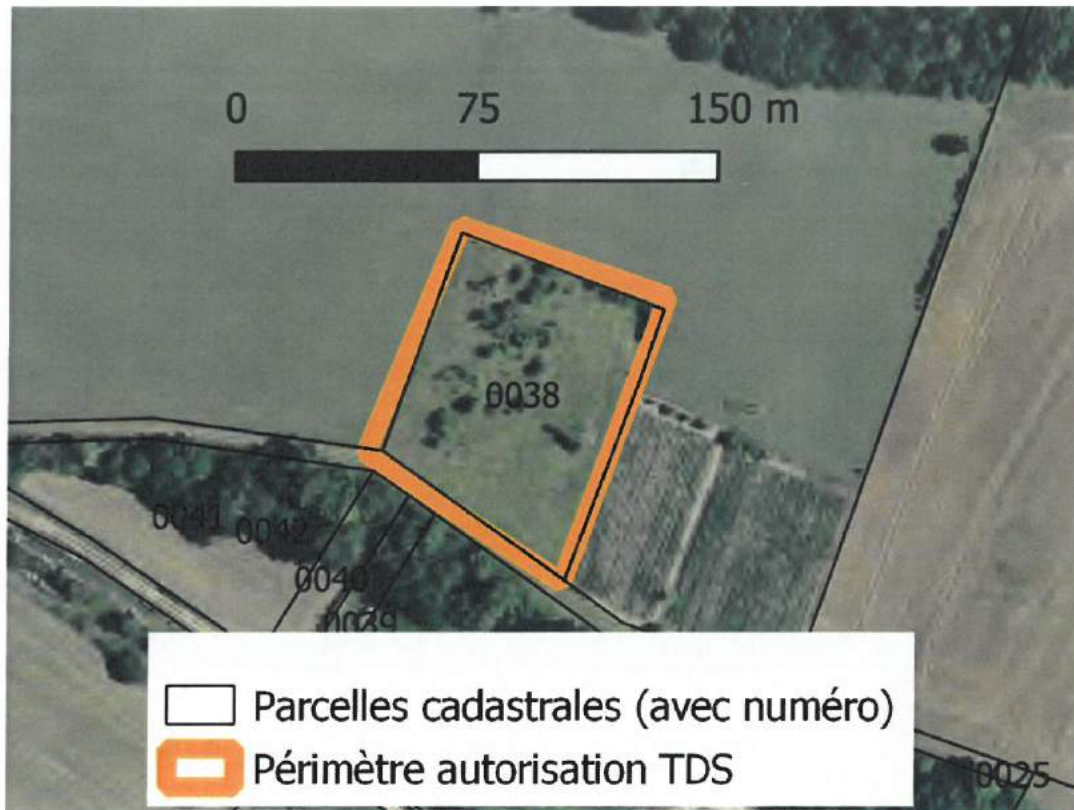 0 75 150 m
0038
0041 0042
0040
0039
Parcelles cadastrales (avec numéro)
Périmètre autorisation TDS
0025